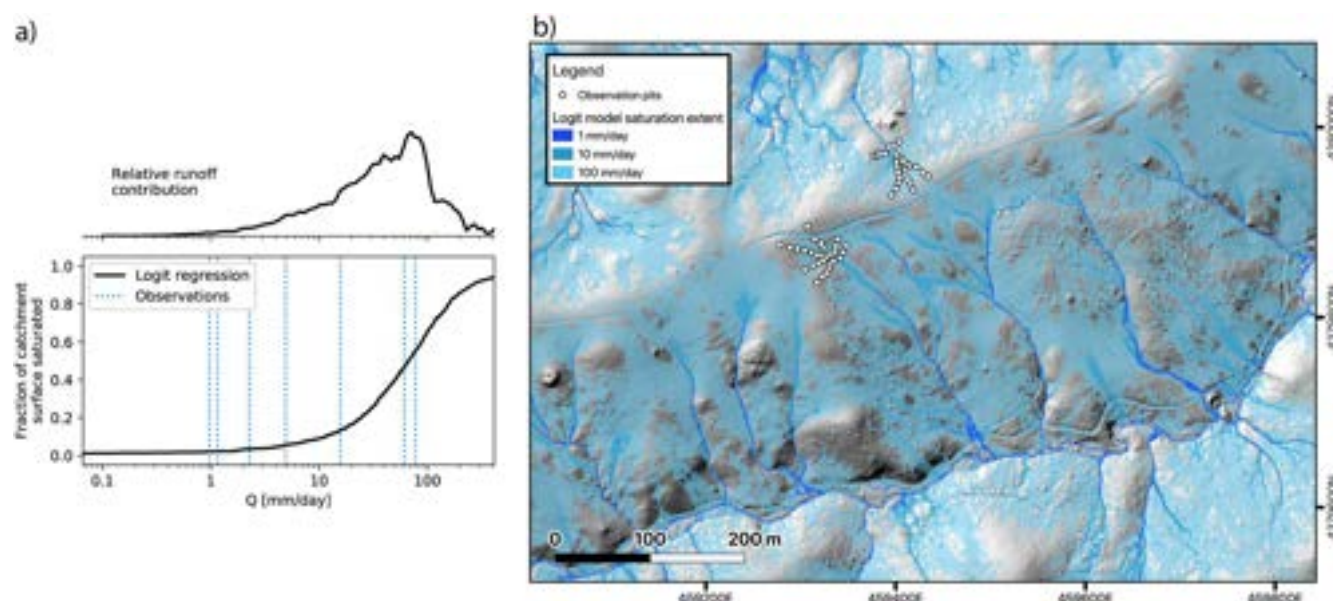 a)
Relative runoff
contribution
1.0
0.8
0.6
0.4
0.2
0.0
Fraction of catchment
surface saturated
Logit regression
Observations
0.1
1
10
100
Q [mm/day]
b)
Legend
Observation pits
Logit model saturation extent
1 mm/day
10 mm/day
100 mm/day
0
100
200 m